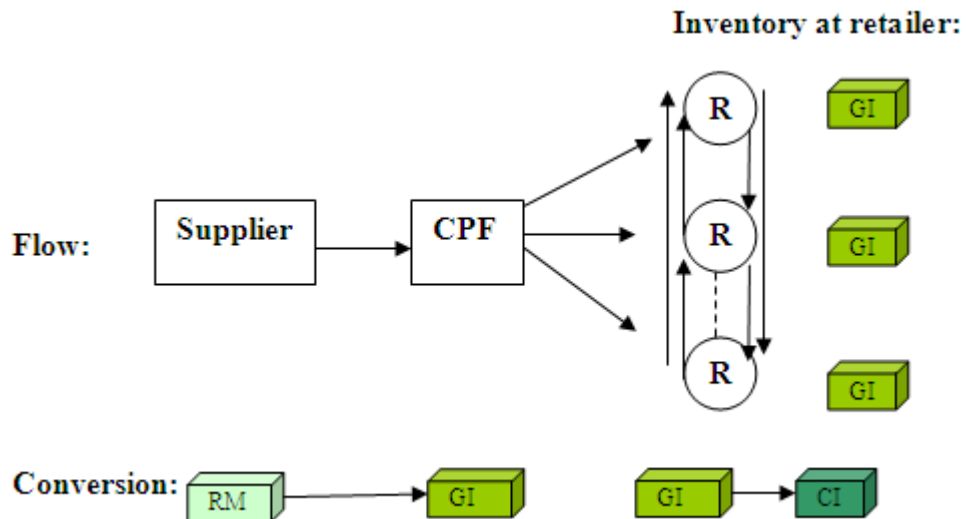 Inventory at retailer:
R
GI
Supplier
CPF
R
GI
Flow:
R
GI
Conversion:
RM
GI
GI
CI